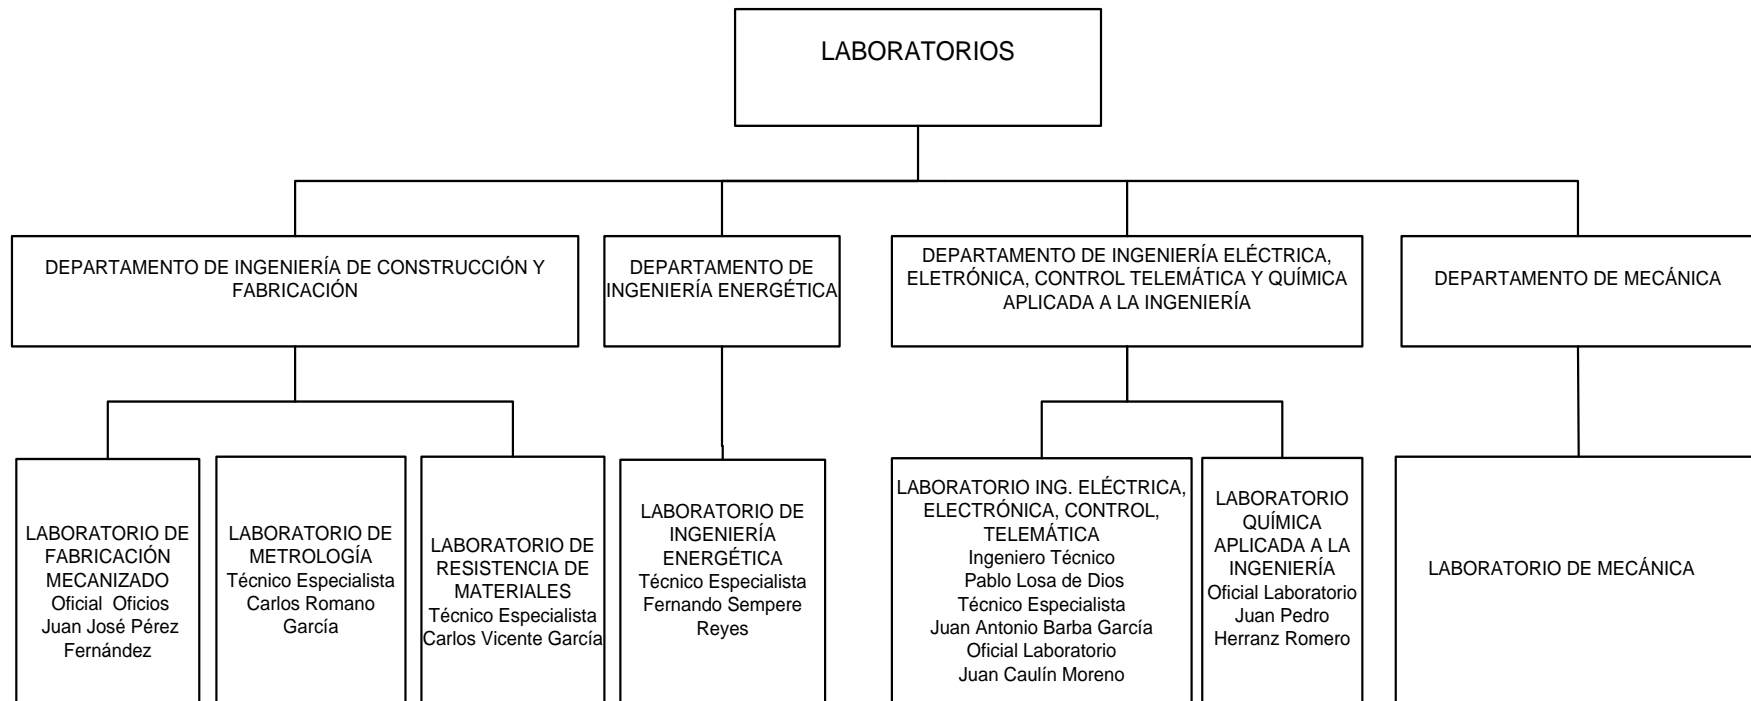 LABORATORIOS
DEPARTAMENTO DE INGENIERÍA DE CONSTRUCCIÓN Y
FABRICACIÓN
DEPARTAMENTO DE
INGENIERÍA ENERGÉTICA
DEPARTAMENTO DE INGENIERÍA ELÉCTRICA,
ELETRÓNICA, CONTROL TELEMÁTICA Y QUÍMICA
APLICADA A LA INGENIERÍA
DEPARTAMENTO DE MECÁNICA
LABORATORIO DE
FABRICACIÓN
MECANIZADO
Oficial Oficios
Juan José Pérez
Fernández
LABORATORIO DE
METROLOGÍA
Técnico Especialista
Carlos Romano
García
LABORATORIO DE
RESISTENCIA DE
MATERIALES
Técnico Especialista
Carlos Vicente García
LABORATORIO DE
INGENIERÍA
ENERGÉTICA
Técnico Especialista
Fernando Sempere
Reyes
LABORATORIO ING. ELÉCTRICA,
ELECTRÓNICA, CONTROL,
TELEMÁTICA
Ingeniero Técnico
Pablo Losa de Dios
Técnico Especialista
Juan Antonio Barba García
Oficial Laboratorio
Juan Caulín Moreno
LABORATORIO
QUÍMICA
APLICADA A LA
INGENIERÍA
Oficial Laboratorio
Juan Pedro
Herranz Romero
LABORATORIO DE MECÁNICA